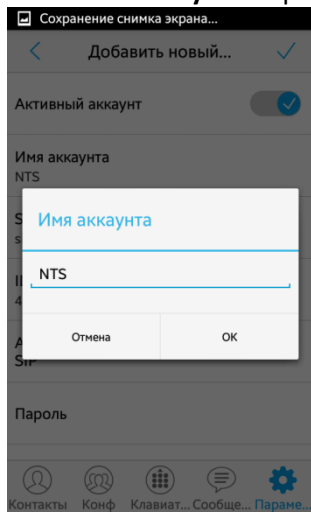 Сохранение снимка экрана...
Добавить новый...
Активный аккаунт
Имя аккаунта
NTS
Имя аккаунта
NTS
Отмена
OK
SIP
Пароль
Контакты Конф Клавиат... Сообще... Параме...